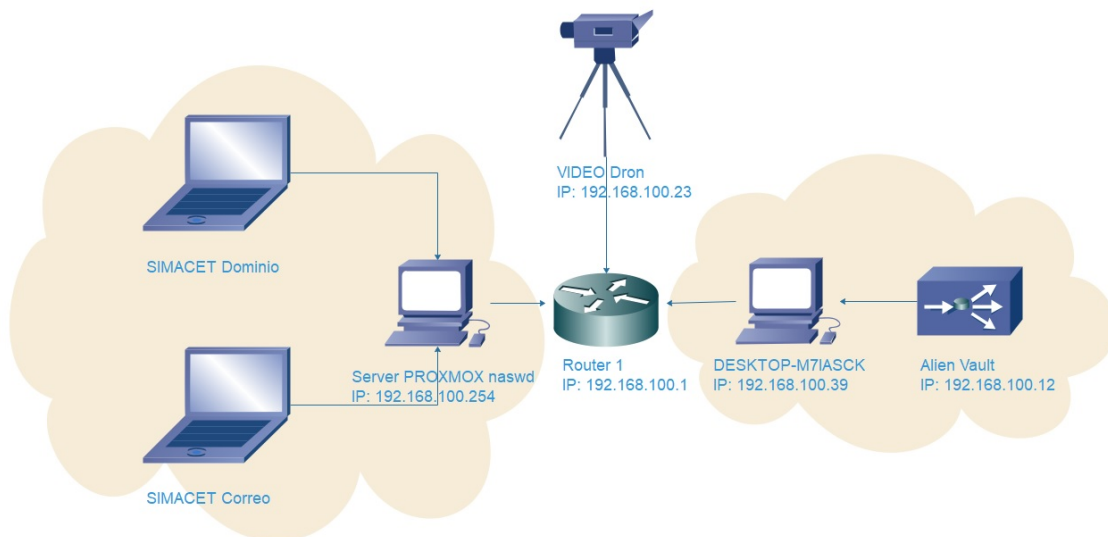 VIDEO Dron
IP: 192.168.100.23
SIMACET Dominio
Server PROXMOX naswd
IP: 192.168.100.254
Router 1
IP: 192.168.100.1
DESKTOP-M7IASCK
IP: 192.168.100.39
Alien Vault
IP: 192.168.100.12
SIMACET Correo